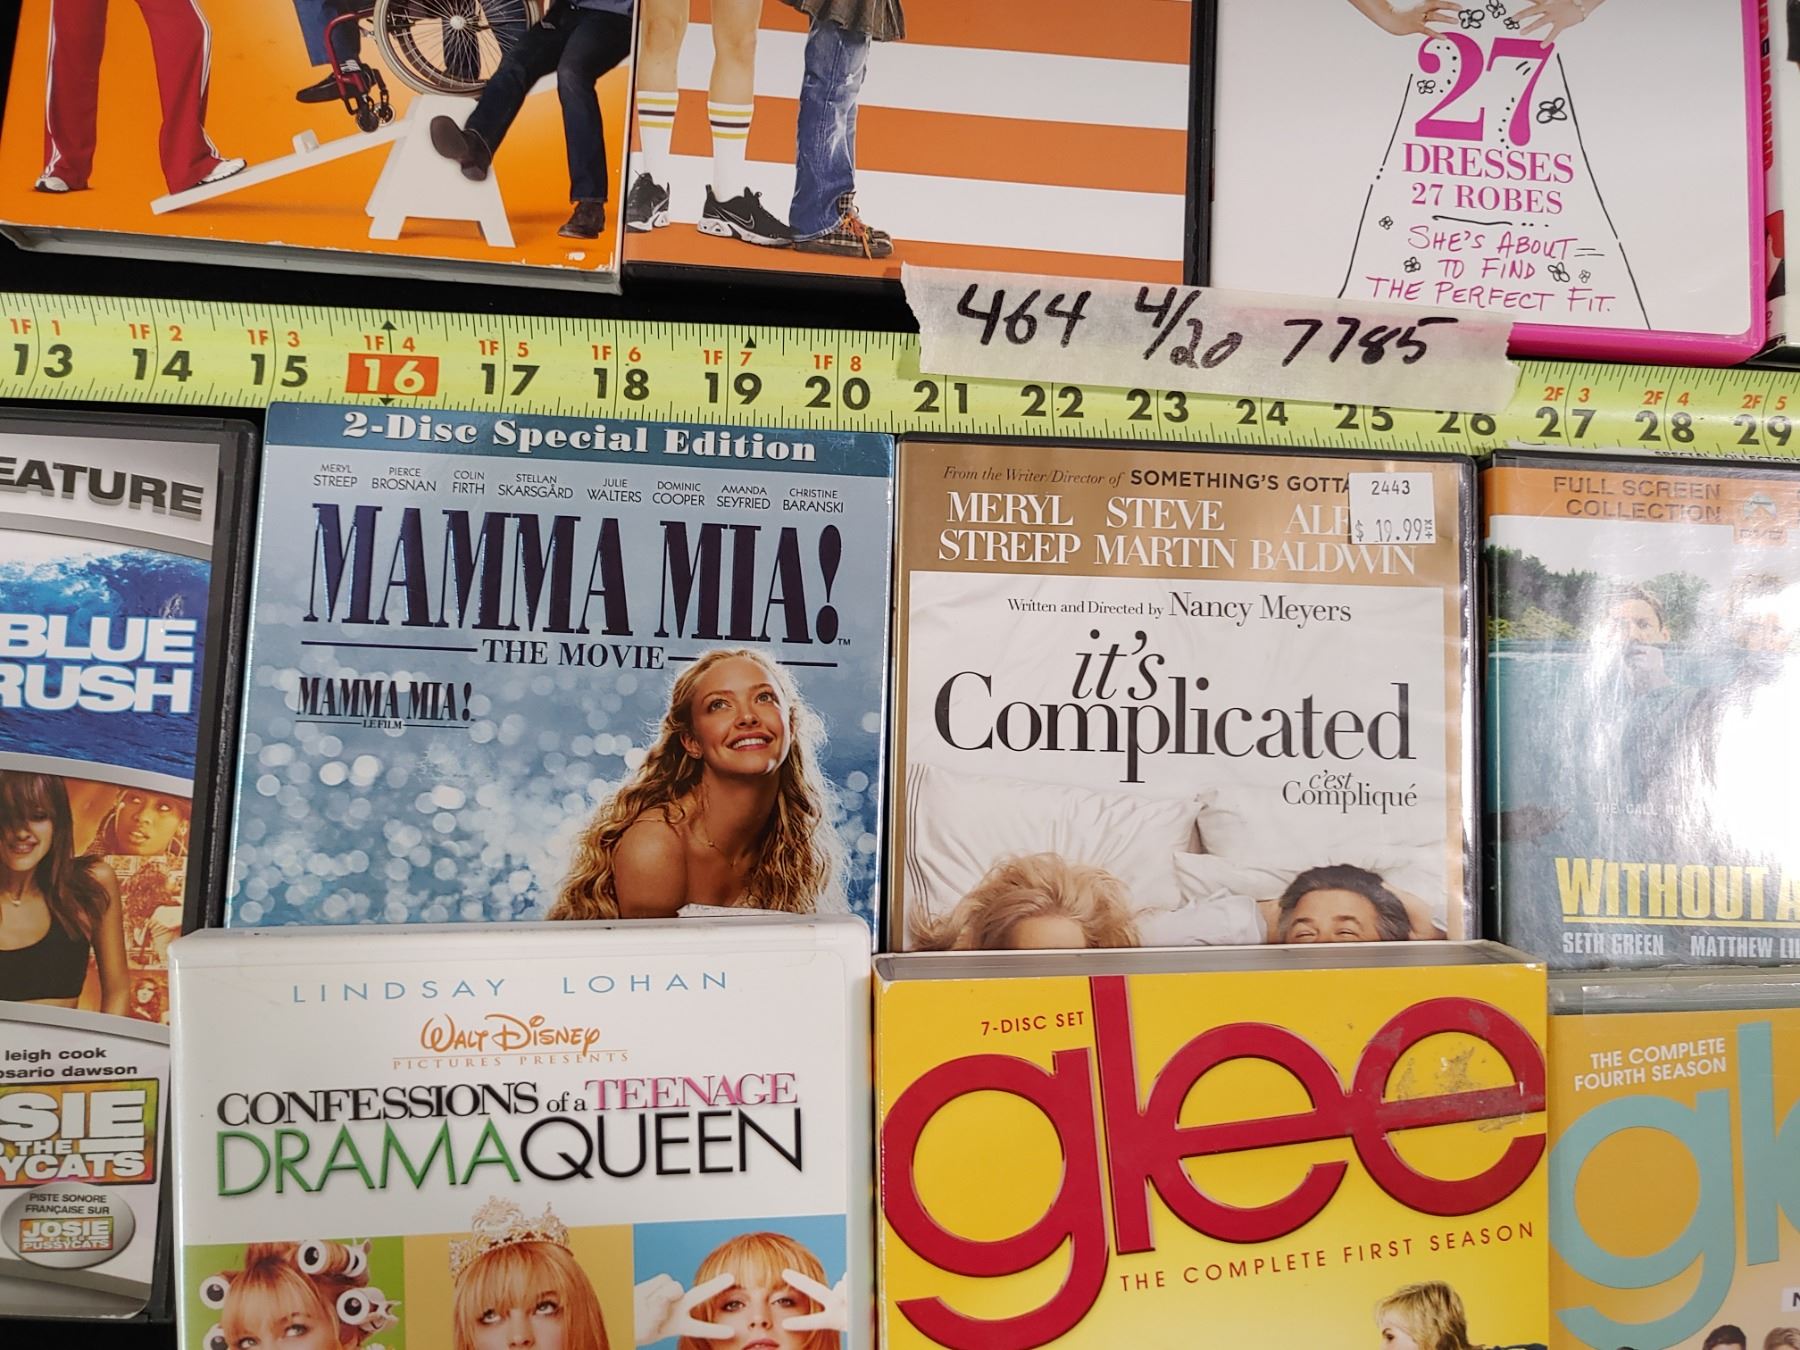 27
DRESSES
27 ROBES
SHE'S ABOUT
TO FIND
THE PERFECT FIT.
464 4/20 7785
1F 1 1F 2 1F 3 1F 4 1F 5 1F 6 1F 7 1F 8 2F 3 2F 4 2F 5
13 14 15 16 17 18 19 20 21 22 23 24 25 26 27 28 29
EATURE
BLUE
RUSH
leigh cook
osario dawson
SIE
THE
YCATS
PISTE SONORE
FRANÇAISE SUR
JOSIE
PUSSYCATS
2-Disc Special Edition
MERYL STREEP PIERCE BROSNAN COLIN FIRTH STELLAN SKARSGÅRD JULIE WALTERS DOMINIC COOPER AMANDA SEYFRIED CHRISTINE BARANSKI
MAMMA MIA!™
THE MOVIE
MAMMA MIA!
LE FILM
From the Writer/Director of SOMETHING'S GOTTA
2443
$ 19.99
MERYL STREEP STEVE MARTIN ALE BALDWIN
Written and Directed by Nancy Meyers
it's
Complicated
c'est
Compliqué
FULL SCREEN
COLLECTION
THE CALL
WITHOUT A
SETH GREEN MATTHEW LI
LINDSAY LOHAN
WALT DISNEY
PICTURES PRESENTS
CONFESSIONS of a TEENAGE
DRAMA QUEEN
7-DISC SET
glee
THE COMPLETE FIRST SEASON
THE COMPLETE
FOURTH SEASON
gl